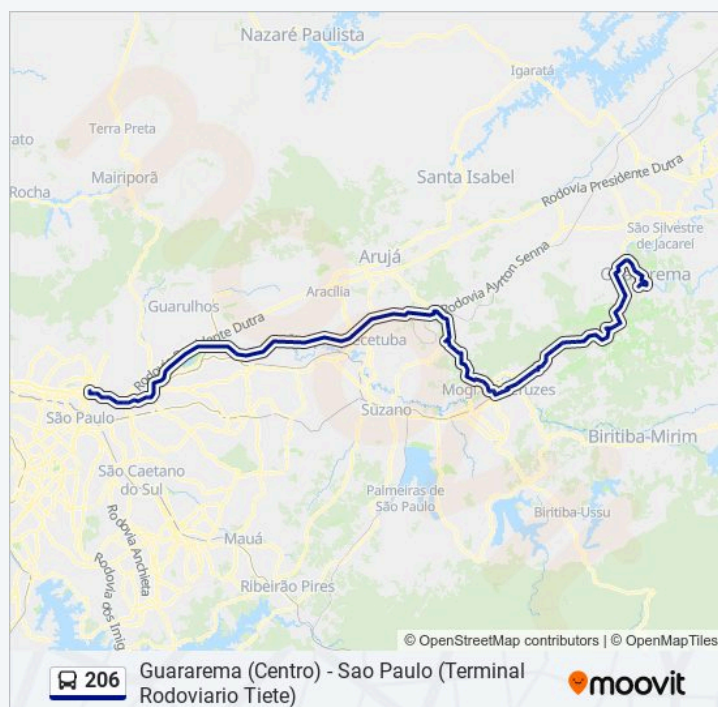 Nazaré Paulista
Igaratá
Terra Preta
Rocha
Mairiporã
Santa Isabel
Rodovia Presidente Dutra
São Silvestre
de Jacareí
Arujá
Rodovia Ayrton Senna
Guararema
Aracília
Guarulhos
São Paulo
Suzano
Biritiba-Mirim
São Caetano
do Sul
Palmeiras de
São Paulo
Biritiba-Ussu
Rodovia Anchieta
Mauá
Ribeirão Pires
© OpenStreetMap contributors | © OpenMapTiles
206
Guararema (Centro) - Sao Paulo (Terminal
Rodoviario Tiete)
moovit